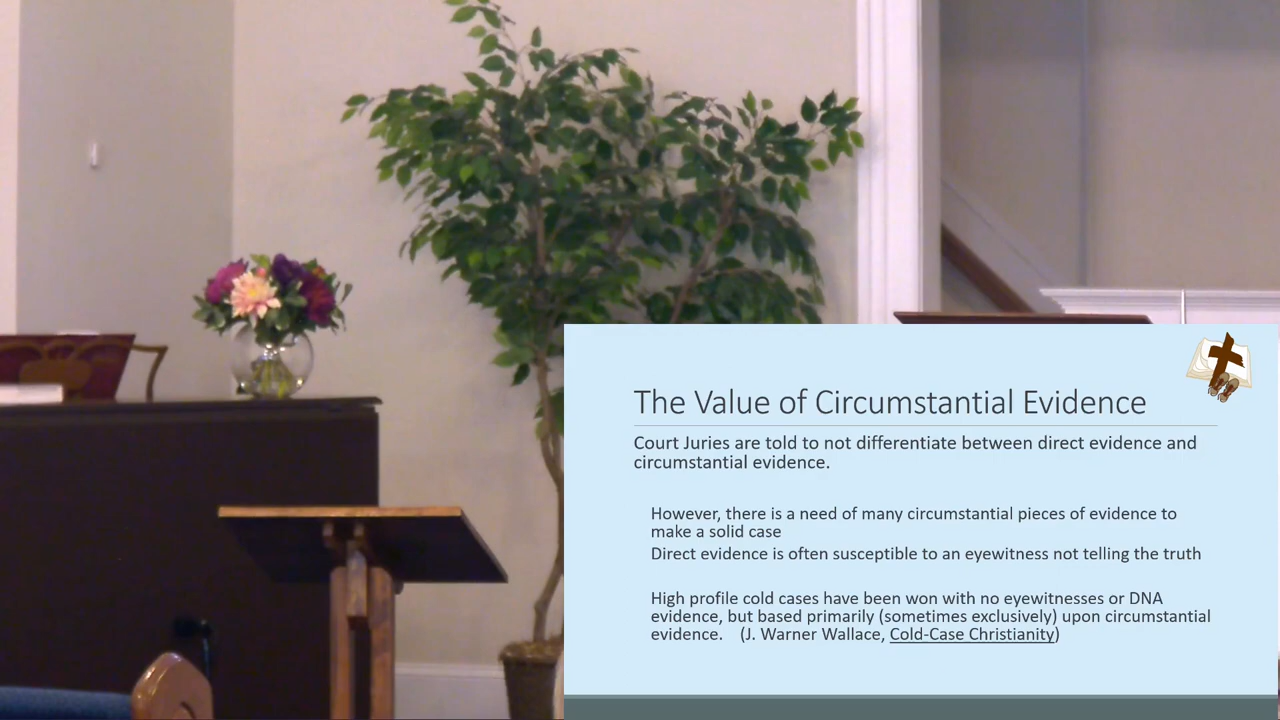 The Value of Circumstantial Evidence
Court Juries are told to not differentiate between direct evidence and
circumstantial evidence.
However, there is a need of many circumstantial pieces of evidence to
make a solid case
Direct evidence is often susceptible to an eyewitness not telling the truth
High profile cold cases have been won with no eyewitnesses or DNA
evidence, but based primarily (sometimes exclusively) upon circumstantial
evidence. (J. Warner Wallace, Cold-Case Christianity)